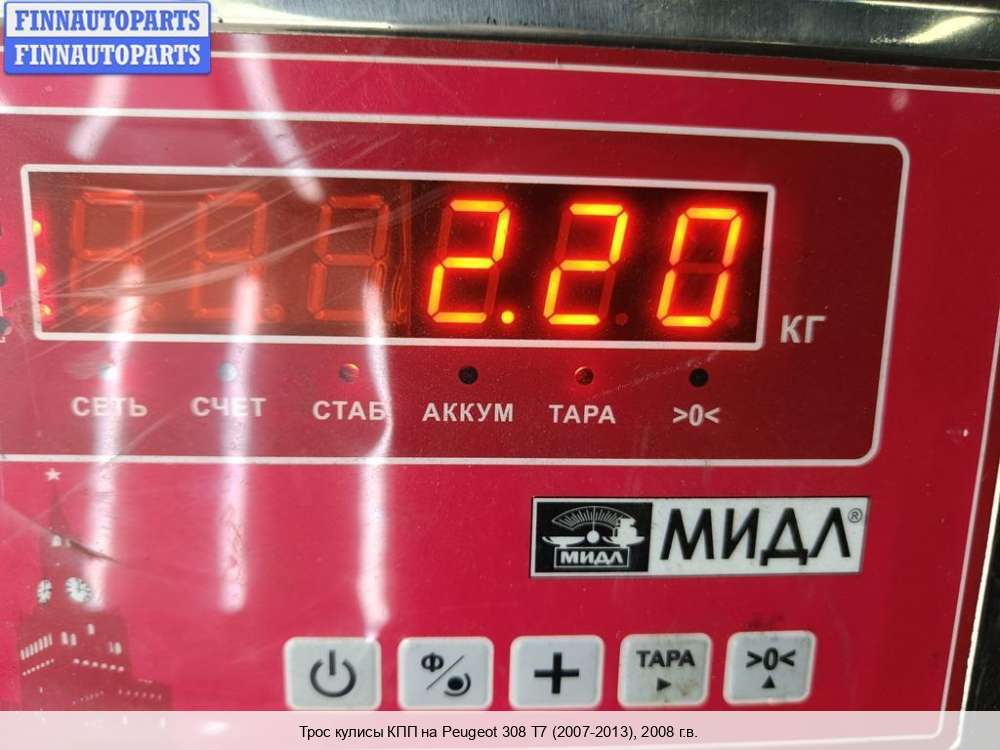 FINNAUTOPARTS
FINNAUTOPARTS
2.20
КГ
СЕТЬ СЧЕТ СТАБ АККУМ ТАРА >0<
МИДЛ МИДЛ®
Ф ТАРА >0<
Трос кулисы КПП на Peugeot 308 T7 (2007-2013), 2008 г.в.